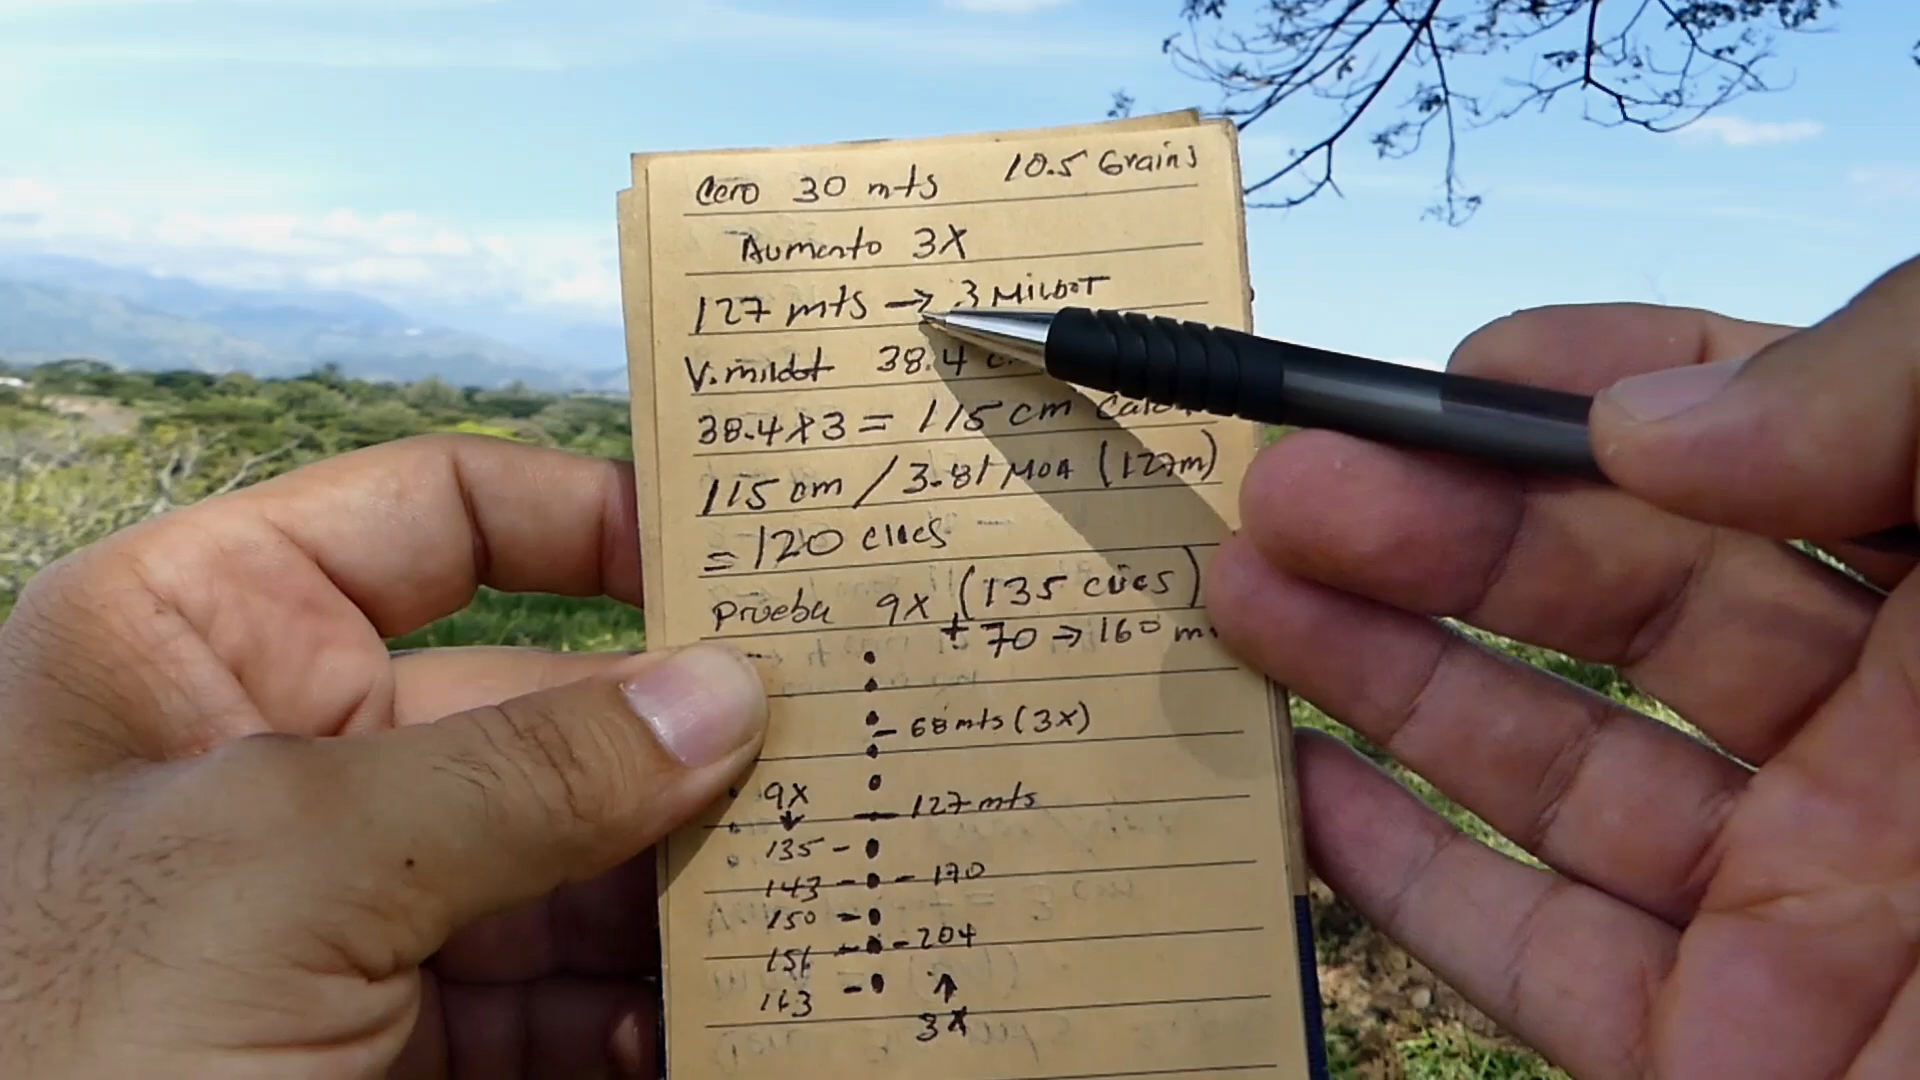 Cero 30 mts 10.5 Grains
Aumento 3X
127 mts → 3 Mildot
V. mildot 38.4
38.4 x 3 = 115 cm
115 cm / 3.81 MOA (127m)
= 120 clics
Prueba 9x (135 clics)
± 70 → 160
- 68 mts (3x)
9x
- 127 mts
↓
135 -
143 - - 170
150 -
156 - - 204
163 - ↑
3x